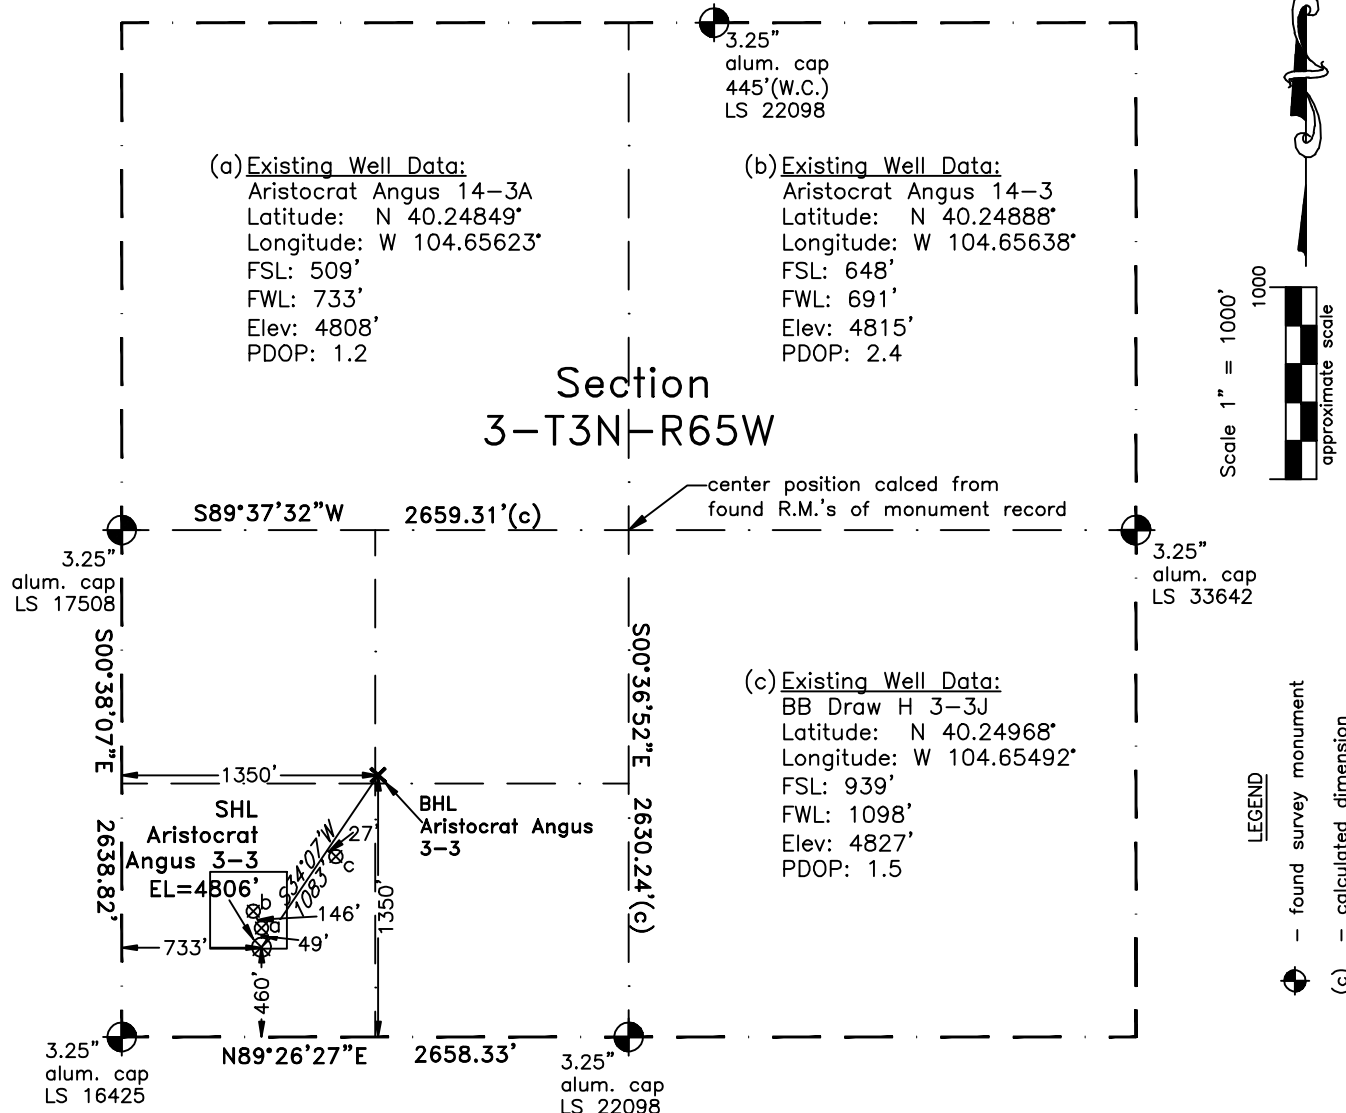 3.25"
alum. cap
445'(W.C.)
LS 22098
(a) Existing Well Data:
Aristocrat Angus 14-3A
Latitude: N 40.24849°
Longitude: W 104.65623°
FSL: 509'
FWL: 733'
Elev: 4808'
PDOP: 1.2
(b) Existing Well Data:
Aristocrat Angus 14-3
Latitude: N 40.24888°
Longitude: W 104.65638°
FSL: 648'
FWL: 691'
Elev: 4815'
PDOP: 2.4
Section
3-T3N-R65W
1000
Scale 1" = 1000'
approximate scale
center position calced from
found R.M.'s of monument record
S89°37'32"W 2659.31'(c)
3.25"
alum. cap
LS 17508
3.25"
alum. cap
LS 33642
S00°38'07"E 2638.82'
S00°36'52"E 2630.24'(c)
(c) Existing Well Data:
BB Draw H 3-3J
Latitude: N 40.24968°
Longitude: W 104.65492°
FSL: 939'
FWL: 1098'
Elev: 4827'
PDOP: 1.5
1350'
SHL
Aristocrat
Angus 3-3
EL=4806'
BHL
Aristocrat Angus
3-3
S34°07'W
1083'
27'
c
b
146'
a
49'
733'
460'
1350'
LEGEND
- found survey monument
(c) - calculated dimension
N89°26'27"E 2658.33'
3.25"
alum. cap
LS 16425
3.25"
alum. cap
LS 22098